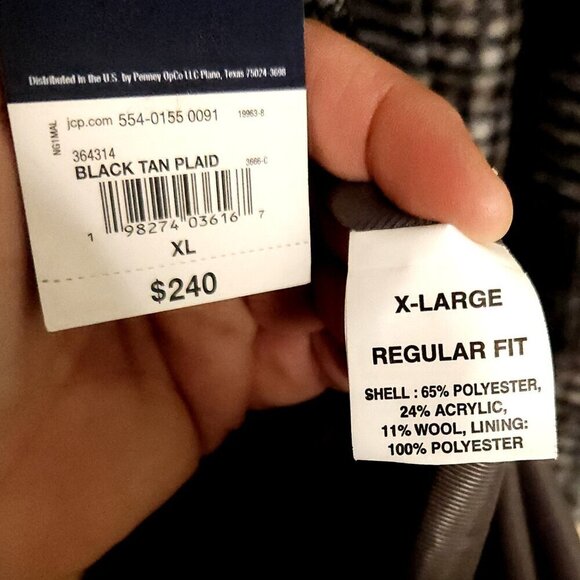 Distributed in the U.S. by Penney OpCo LLC Plano, Texas 75024-3698
NG1MAL
jcp.com 554-0155 0091 19963-8
364314
BLACK TAN PLAID 3666-0
1 98274 03616 7
XL
$240
X-LARGE
REGULAR FIT
SHELL : 65% POLYESTER,
24% ACRYLIC,
11% WOOL, LINING:
100% POLYESTER